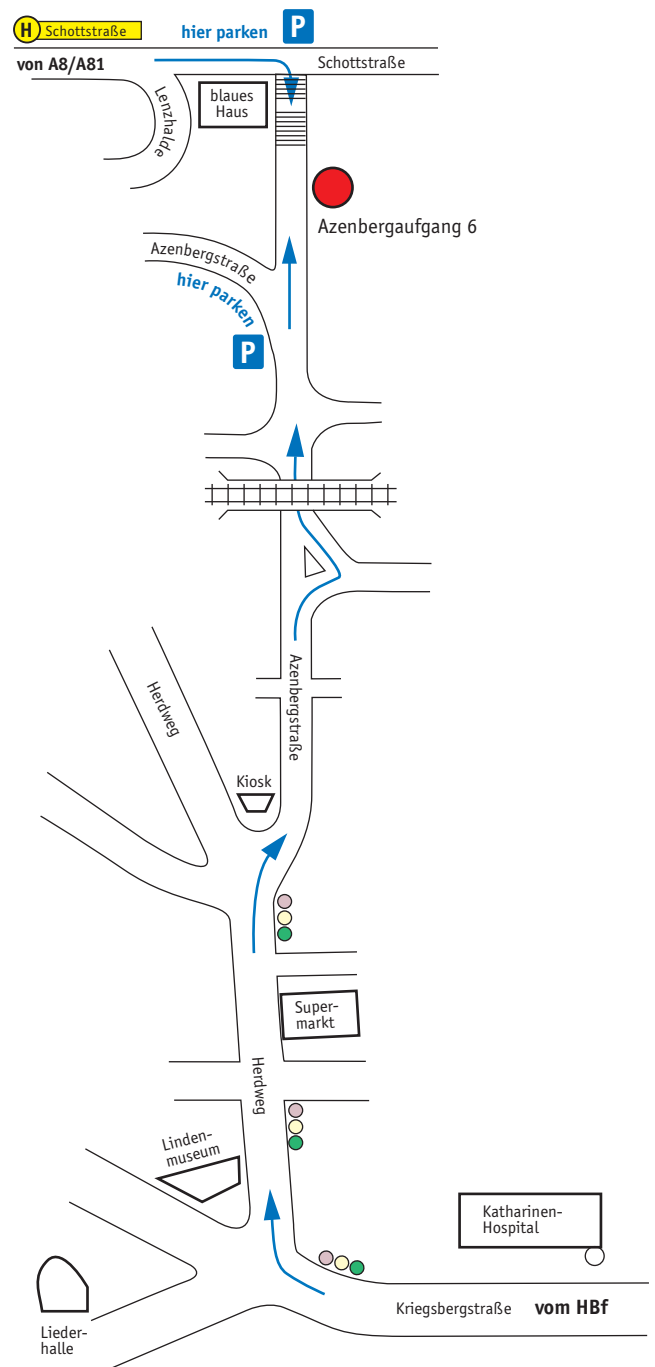 H Schottstraße
hier parken P
von A8/A81
Schottstraße
Lenzhalde
blaues
Haus
Azenbergaufgang 6
Azenbergstraße
hier parken
P
Azenbergstraße
Herdweg
Kiosk
Super-
markt
Herdweg
Linden-
museum
Katharinen-
Hospital
Lieder-
halle
Kriegsbergstraße vom HBf